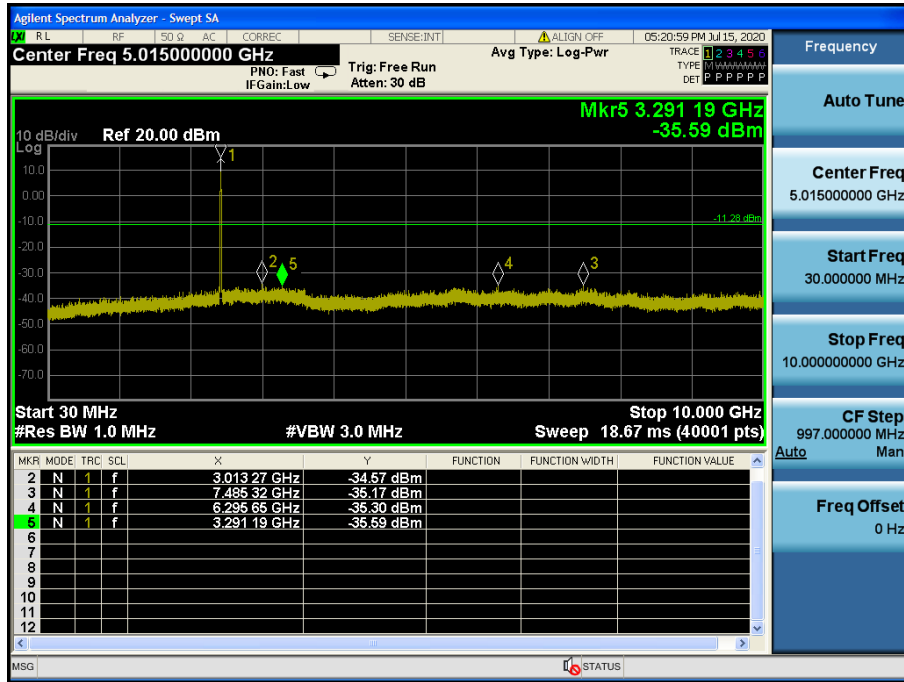 Agilent Spectrum Analyzer - Swept SA
LXI RL RF 50 Ω AC CORREC SENSE:INT ALIGN OFF 05:20:59 PM Jul 15, 2020
Center Freq 5.015000000 GHz
PNO: Fast
IFGain:Low
Trig: Free Run
Atten: 30 dB
Avg Type: Log-Pwr
TRACE 1 2 3 4 5 6
TYPE M WWWWWW
DET P P P P P P
Mkr5 3.291 19 GHz
-35.59 dBm
10 dB/div Ref 20.00 dBm
Log
10.0
0.00
-10.0
-20.0
-30.0
-40.0
-50.0
-60.0
-70.0
1
2
5
4
3
-11.28 dBm
Start 30 MHz Stop 10.000 GHz
#Res BW 1.0 MHz #VBW 3.0 MHz Sweep 18.67 ms (40001 pts)
MKR MODE TRC SCL X Y FUNCTION FUNCTION WIDTH FUNCTION VALUE
2 N 1 f 3.013 27 GHz -34.57 dBm
3 N 1 f 7.485 32 GHz -35.17 dBm
4 N 1 f 6.295 65 GHz -35.30 dBm
5 N 1 f 3.291 19 GHz -35.59 dBm
6
7
8
9
10
11
12
MSG STATUS
Frequency
Auto Tune
Center Freq
5.015000000 GHz
Start Freq
30.000000 MHz
Stop Freq
10.000000000 GHz
CF Step
997.000000 MHz
Auto Man
Freq Offset
0 Hz